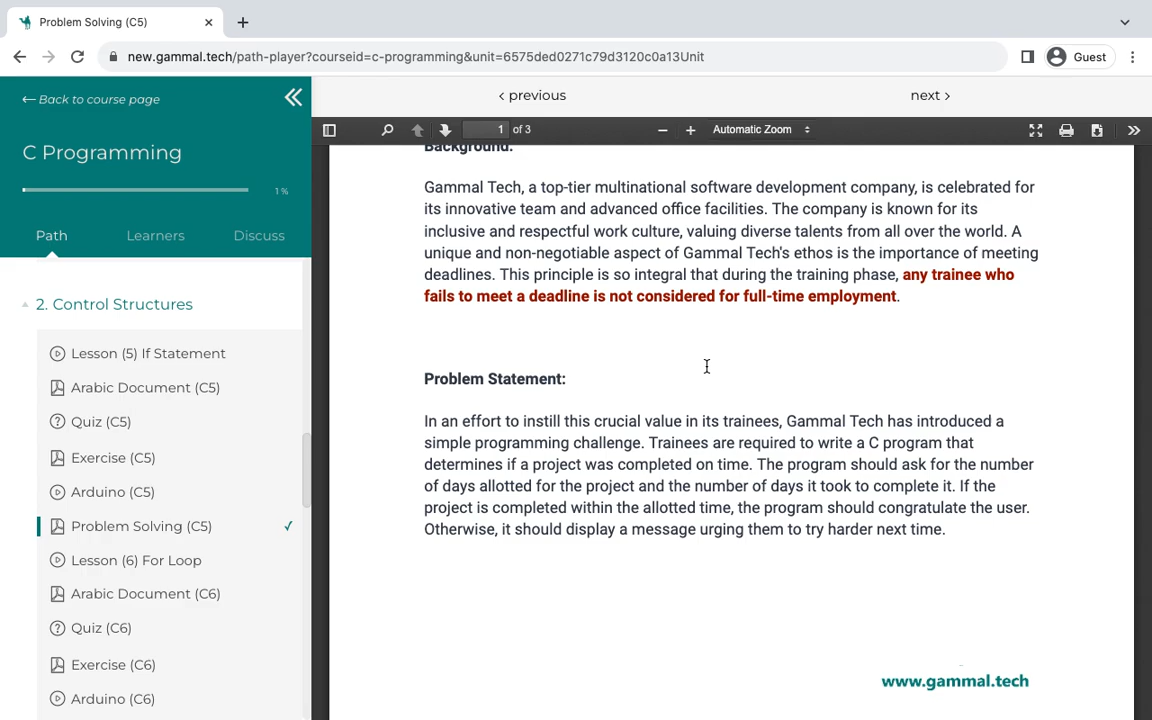 Problem Solving (C5)
new.gammal.tech/path-player?courseid=c-programming&unit=6575ded0271c79d3120c0a13Unit
Guest
Back to course page
C Programming
1 %
Path
Learners
Discuss
2. Control Structures
Lesson (5) If Statement
Arabic Document (C5)
Quiz (C5)
Exercise (C5)
Arduino (C5)
Problem Solving (C5)
Lesson (6) For Loop
Arabic Document (C6)
Quiz (C6)
Exercise (C6)
Arduino (C6)
‹ previous
next ›
1 of 3
Automatic Zoom
Background:
Gammal Tech, a top-tier multinational software development company, is celebrated for
its innovative team and advanced office facilities. The company is known for its
inclusive and respectful work culture, valuing diverse talents from all over the world. A
unique and non-negotiable aspect of Gammal Tech's ethos is the importance of meeting
deadlines. This principle is so integral that during the training phase, any trainee who
fails to meet a deadline is not considered for full-time employment.
Problem Statement:
In an effort to instill this crucial value in its trainees, Gammal Tech has introduced a
simple programming challenge. Trainees are required to write a C program that
determines if a project was completed on time. The program should ask for the number
of days allotted for the project and the number of days it took to complete it. If the
project is completed within the allotted time, the program should congratulate the user.
Otherwise, it should display a message urging them to try harder next time.
www.gammal.tech